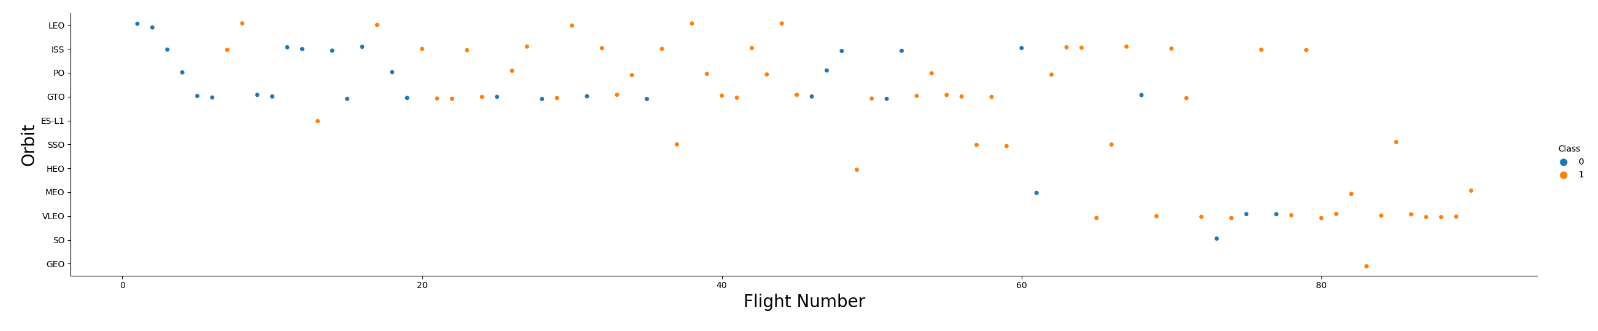 LEO
ISS
PO
GTO
ES-L1
SSO
HEO
MEO
VLEO
SO
GEO
Orbit
0 20 40 60 80
Flight Number
Class
0
1